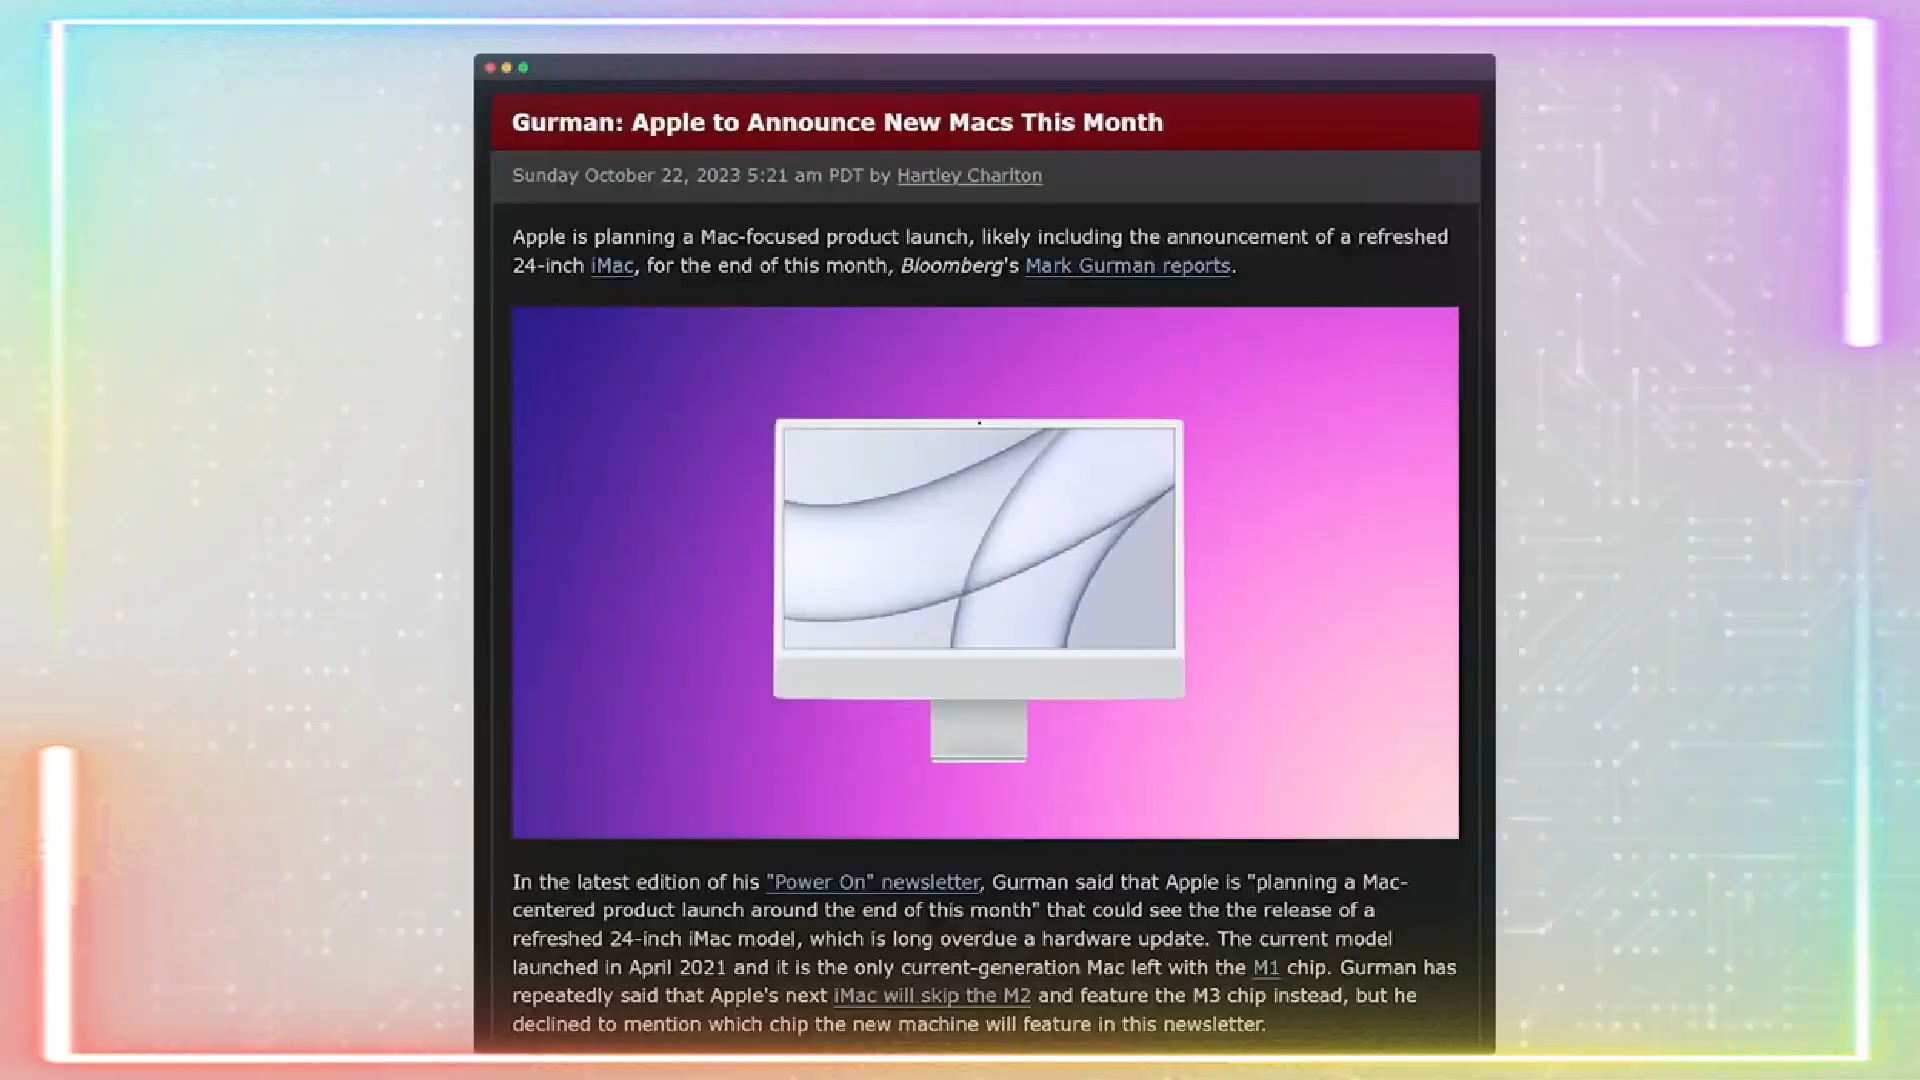 Gurman: Apple to Announce New Macs This Month
Sunday October 22, 2023 5:21 am PDT by Hartley Charlton
Apple is planning a Mac-focused product launch, likely including the announcement of a refreshed
24-inch iMac, for the end of this month, Bloomberg's Mark Gurman reports.
In the latest edition of his "Power On" newsletter, Gurman said that Apple is "planning a Mac-
centered product launch around the end of this month" that could see the the release of a
refreshed 24-inch iMac model, which is long overdue a hardware update. The current model
launched in April 2021 and it is the only current-generation Mac left with the M1 chip. Gurman has
repeatedly said that Apple's next iMac will skip the M2 and feature the M3 chip instead, but he
declined to mention which chip the new machine will feature in this newsletter.